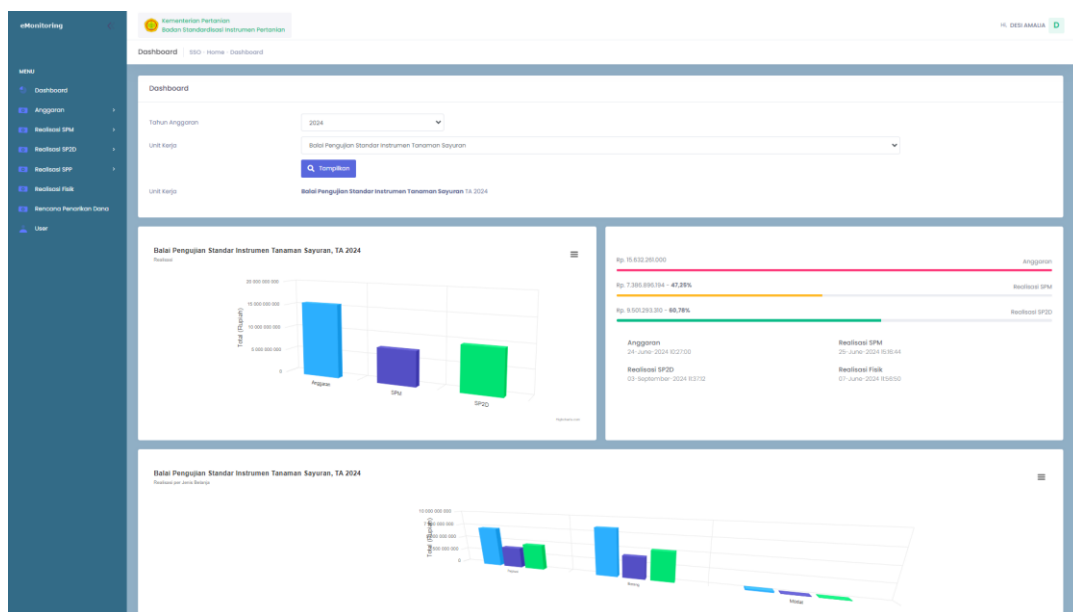 eMonitoring
Kementerian Pertanian
Badan Standardisasi Instrumen Pertanian
Hi, DESI AMALIA D
Dashboard SSO - Home - Dashboard
MENU
Dashboard
Anggaran
Realisasi SPM
Realisasi SP2D
Realisasi SPP
Realisasi Fisik
Rencana Penarikan Dana
User
Dashboard
Tahun Anggaran 2024
Unit Kerja Balai Pengujian Standar Instrumen Tanaman Sayuran
Tampilkan
Unit Kerja Balai Pengujian Standar Instrumen Tanaman Sayuran TA 2024
Balai Pengujian Standar Instrumen Tanaman Sayuran, TA 2024
Realisasi
Total (Rupiah)
20 000 000 000
15 000 000 000
10 000 000 000
5 000 000 000
0
Anggaran
SPM
SP2D
Rp. 15.632.261.000 Anggaran
Rp. 7.386.896.194 - 47,25% Realisasi SPM
Rp. 9.501.293.210 - 60,78% Realisasi SP2D
Anggaran
24-June-2024 10:27:00
Realisasi SPM
25-June-2024 15:16:44
Realisasi SP2D
03-September-2024 11:37:12
Realisasi Fisik
07-June-2024 11:56:50
Balai Pengujian Standar Instrumen Tanaman Sayuran, TA 2024
Realisasi per Jenis Belanja
Total (Rupiah)
10 000 000 000
0
Barang
Modal